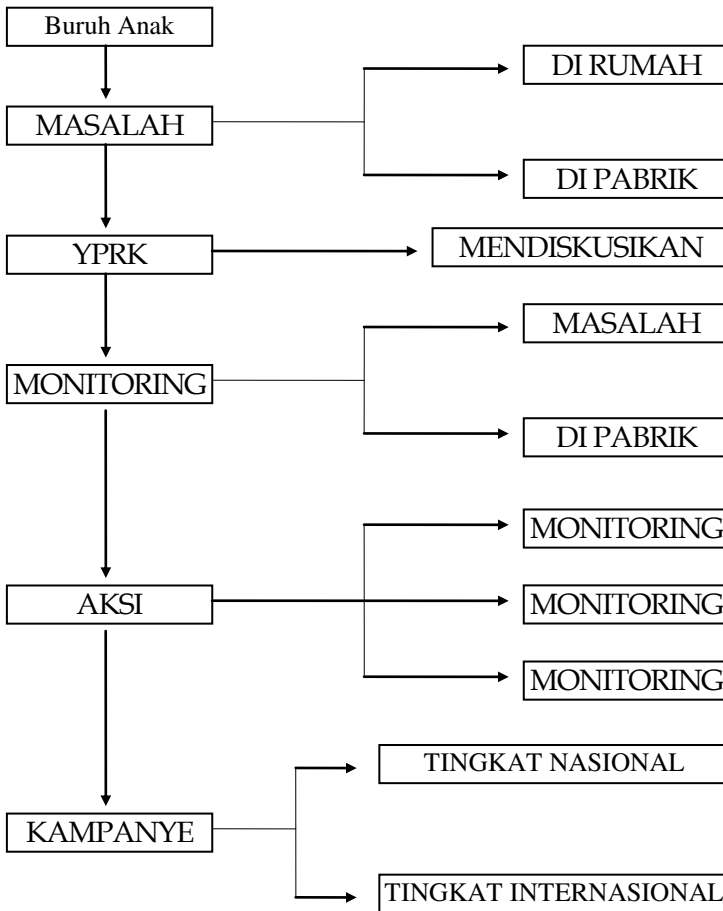 Buruh Anak
DI RUMAH
MASALAH
DI PABRIK
YPRK
MENDISKUSIKAN
MASALAH
MONITORING
DI PABRIK
MONITORING
AKSI
MONITORING
MONITORING
TINGKAT NASIONAL
KAMPANYE
TINGKAT INTERNASIONAL